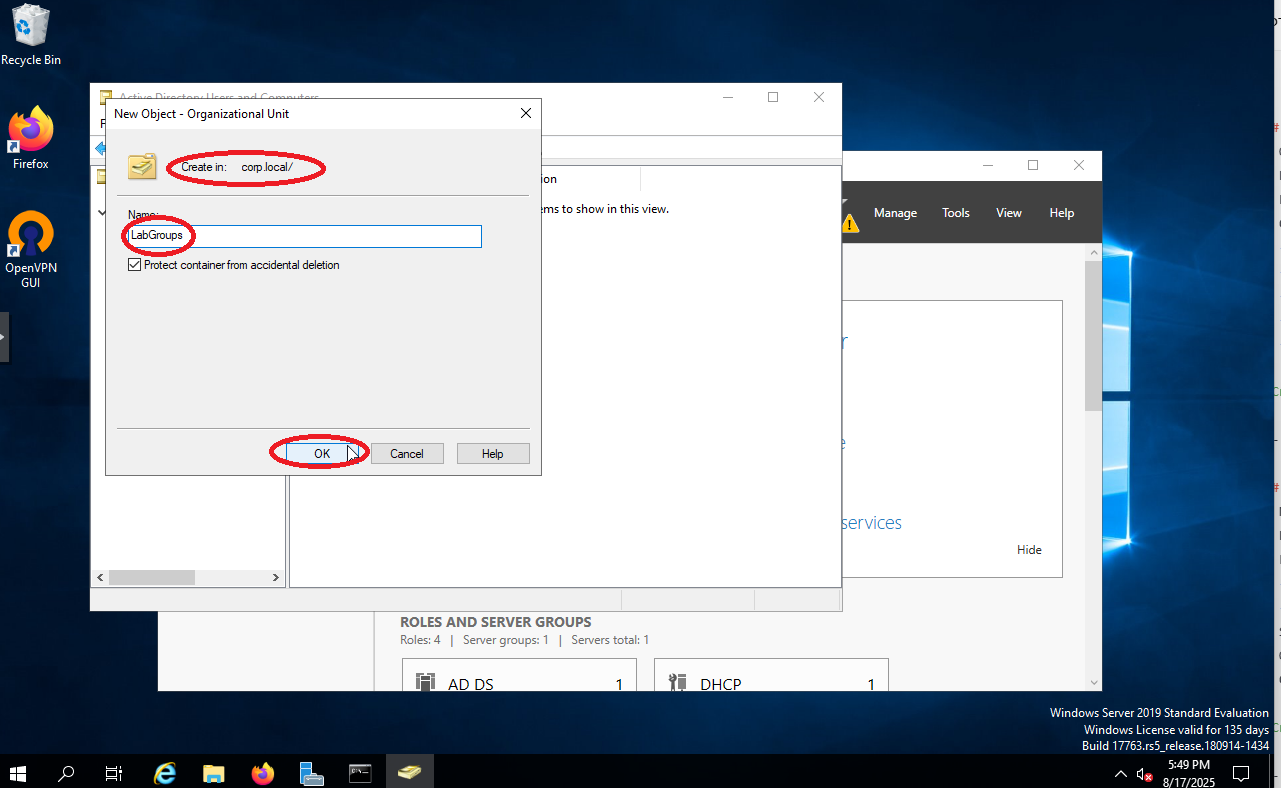 Recycle Bin
Firefox
OpenVPN
GUI
Active Directory Users and Computers
New Object - Organizational Unit
Create in: corp.local/
Name:
LabGroups
Protect container from accidental deletion
OK
Cancel
Help
ems to show in this view.
Manage
Tools
View
Help
services
Hide
ROLES AND SERVER GROUPS
Roles: 4 | Server groups: 1 | Servers total: 1
AD DS 1
DHCP 1
Windows Server 2019 Standard Evaluation
Windows License valid for 135 days
Build 17763.rs5_release.180914-1434
5:49 PM
8/17/2025